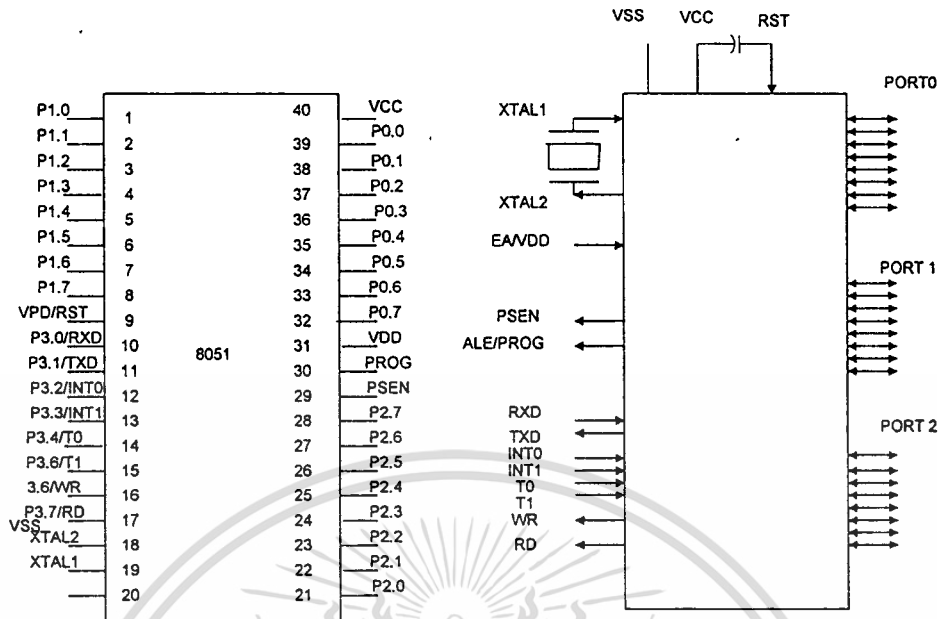 VSS VCC RST
PORT0
P1.0 1 40 VCC
P1.1 2 39 P0.0
P1.2 3 38 P0.1
P1.3 4 37 P0.2
P1.4 5 36 P0.3
P1.5 6 35 P0.4
P1.6 7 34 P0.5
P1.7 8 33 P0.6
VPD/RST 9 32 P0.7
P3.0/RXD 10 31 VDD
8051
P3.1/TXD 11 30 PROG
P3.2/INT0 12 29 PSEN
P3.3/INT1 13 28 P2.7
P3.4/T0 14 27 P2.6
P3.6/T1 15 26 P2.5
3.6/WR 16 25 P2.4
P3.7/RD 17 24 P2.3
VSS
XTAL2 18 23 P2.2
XTAL1 19 22 P2.1
20 21 P2.0
XTAL1
XTAL2
EA/VDD
PORT 1
PSEN
ALE/PROG
RXD
TXD
INT0
INT1
T0
T1
WR
RD
PORT 2